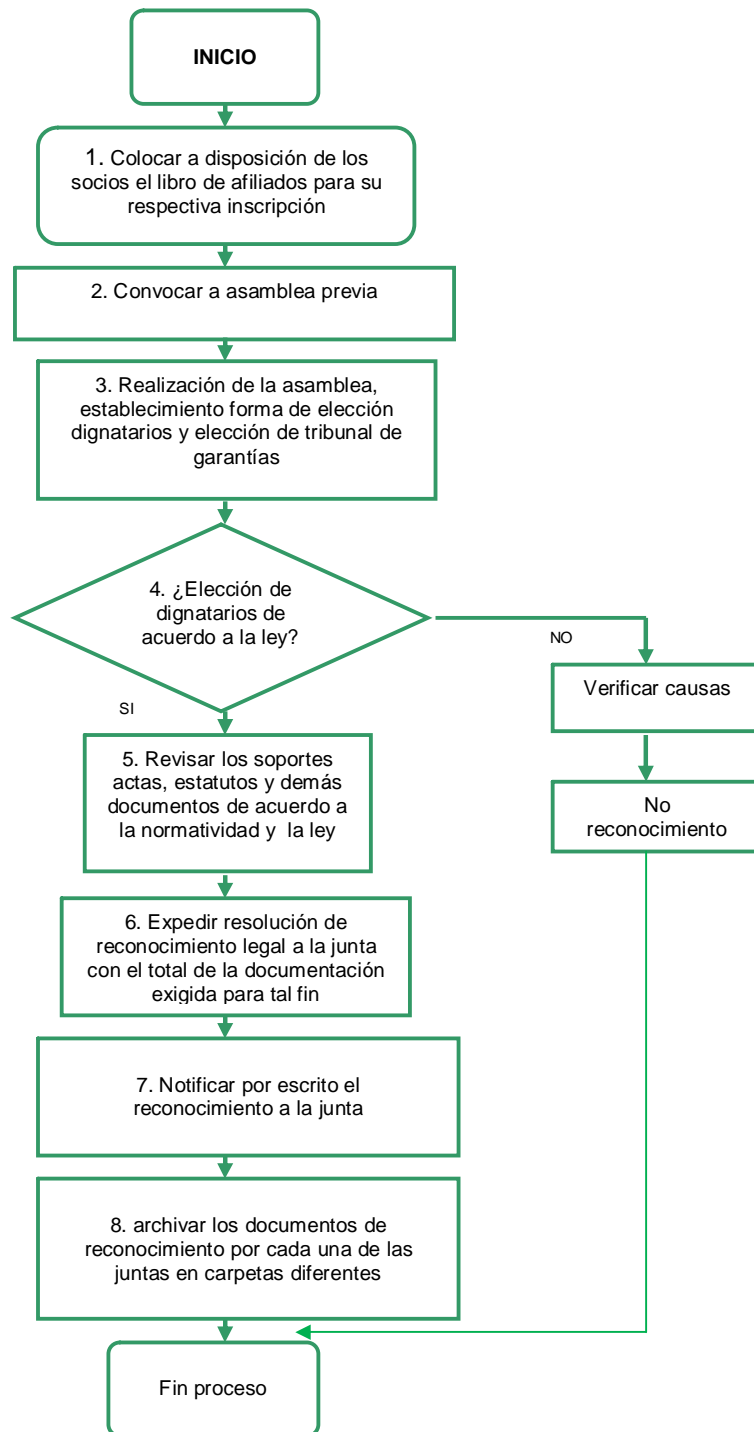 INICIO
1. Colocar a disposición de los
socios el libro de afiliados para su
respectiva inscripción
2. Convocar a asamblea previa
3. Realización de la asamblea,
establecimiento forma de elección
dignatarios y elección de tribunal de
garantías
4. ¿Elección de
dignatarios de
acuerdo a la ley?
NO
Verificar causas
No
reconocimiento
SI
5. Revisar los soportes
actas, estatutos y demás
documentos de acuerdo a
la normatividad y la ley
6. Expedir resolución de
reconocimiento legal a la junta
con el total de la documentación
exigida para tal fin
7. Notificar por escrito el
reconocimiento a la junta
8. archivar los documentos de
reconocimiento por cada una de las
juntas en carpetas diferentes
Fin proceso